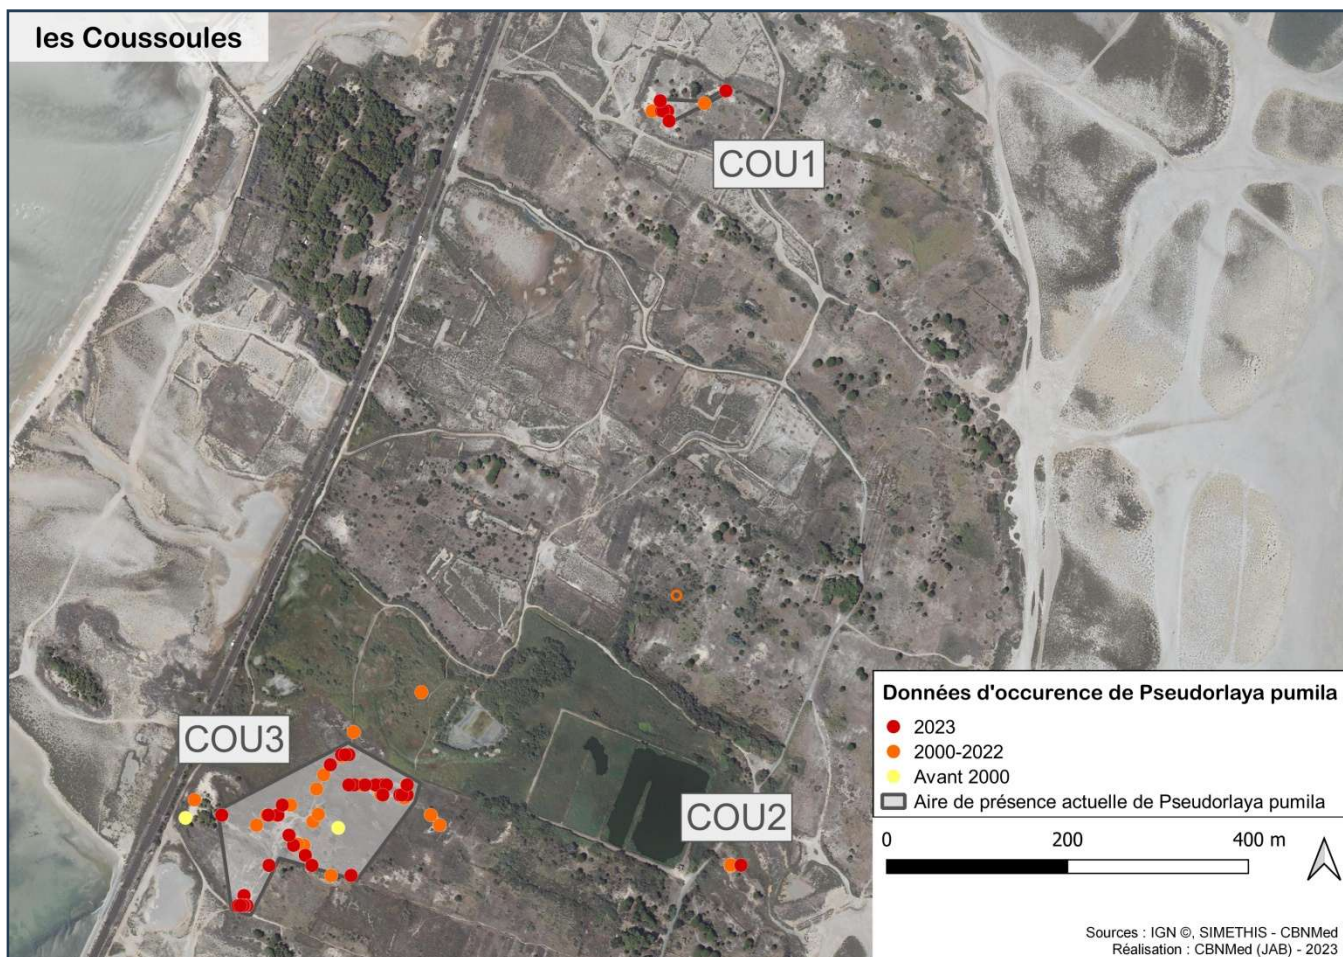 les Coussoules
COU1
COU3
COU2
Données d'occurence de Pseudorlaya pumila
2023
2000-2022
Avant 2000
Aire de présence actuelle de Pseudorlaya pumila
0 200 400 m
Sources : IGN ©, SIMETHIS - CBNMed
Réalisation : CBNMed (JAB) - 2023